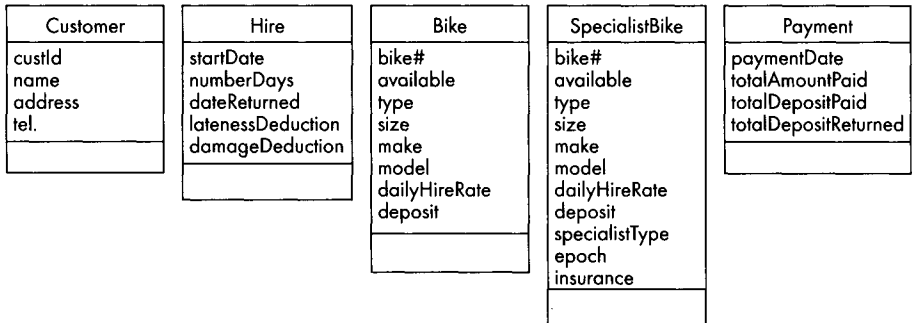 Customer
custId
name
address
tel.
Hire
startDate
numberDays
dateReturned
latenessDeduction
damageDeduction
Bike
bike#
available
type
size
make
model
dailyHireRate
deposit
SpecialistBike
bike#
available
type
size
make
model
dailyHireRate
deposit
specialistType
epoch
insurance
Payment
paymentDate
totalAmountPaid
totalDepositPaid
totalDepositReturned